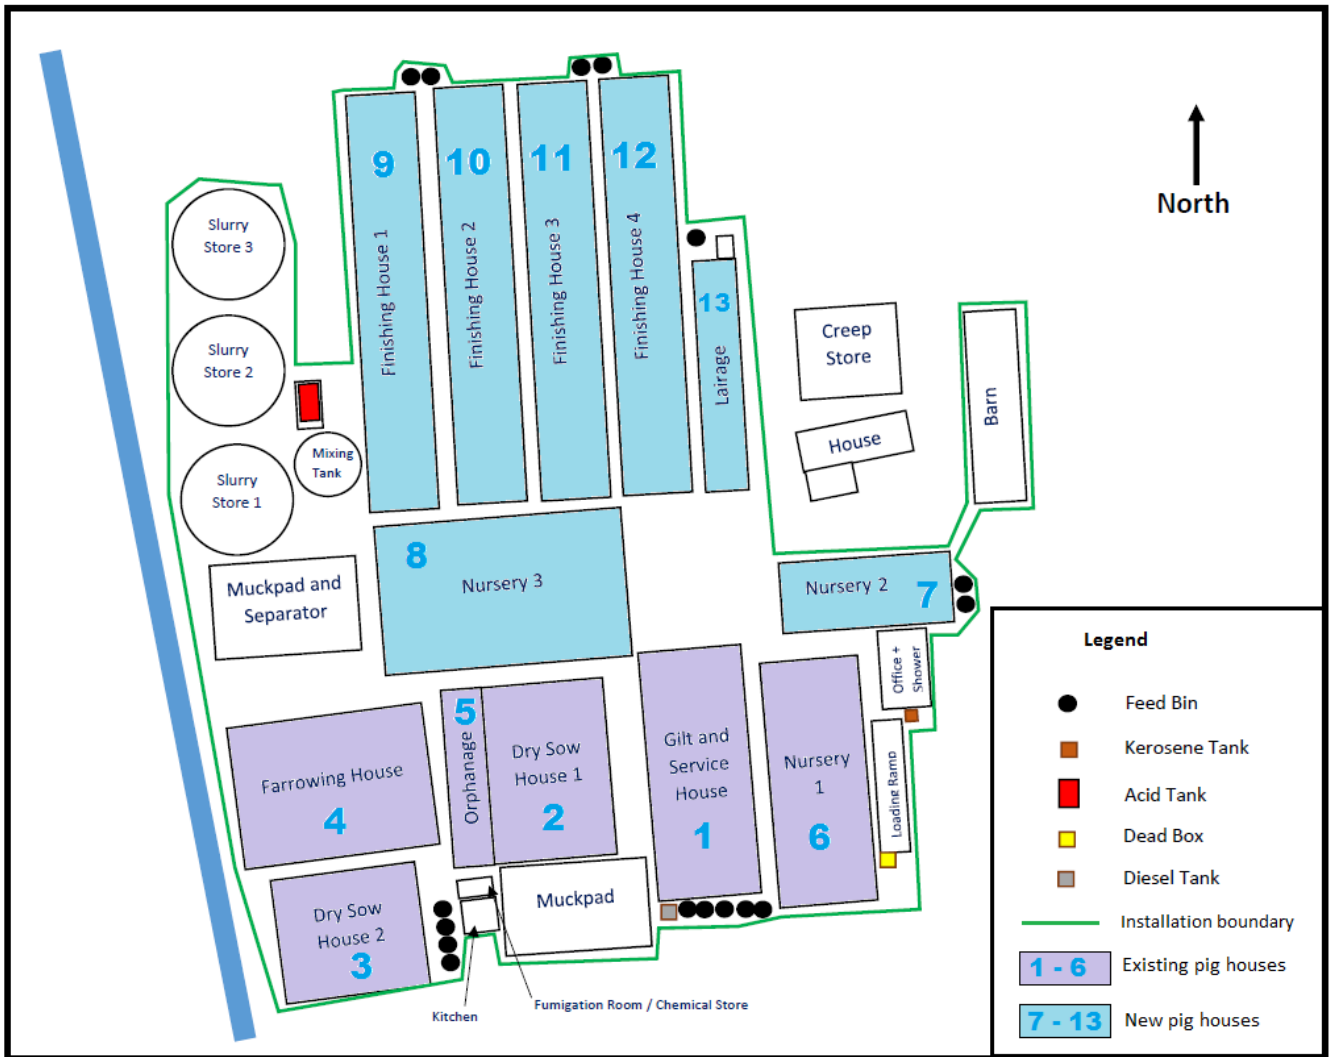 9
10
11
12
North
Slurry
Store 3
Finishing House 1
Finishing House 2
Finishing House 3
Finishing House 4
13
Lairage
Slurry
Store 2
Creep
Store
Barn
House
Mixing
Tank
Slurry
Store 1
8
Nursery 3
Muckpad and
Separator
Nursery 2
7
Office +
Shower
5
Orphanage
Dry Sow
House 1
2
Gilt and
Service
House
1
Nursery
1
6
Loading Ramp
Farrowing House
4
Muckpad
Dry Sow
House 2
3
Kitchen
Fumigation Room / Chemical Store
Legend
Feed Bin
Kerosene Tank
Acid Tank
Dead Box
Diesel Tank
Installation boundary
1 - 6 Existing pig houses
7 - 13 New pig houses